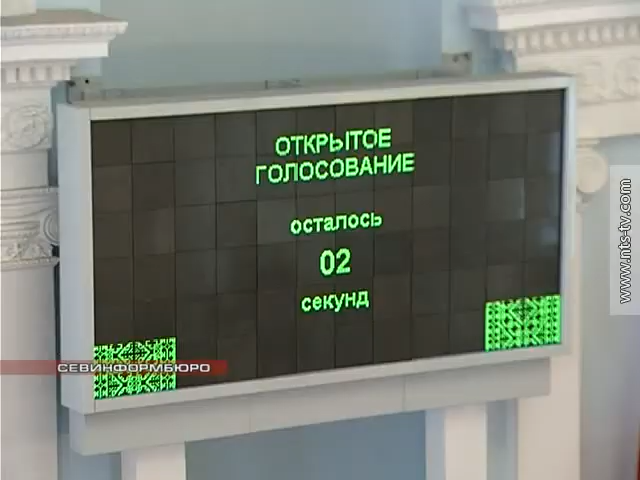 ОТКРЫТОЕ
ГОЛОСОВАНИЕ
осталось
02
секунд
СЕВИНФОРМБЮРО
www.nts-tv.com